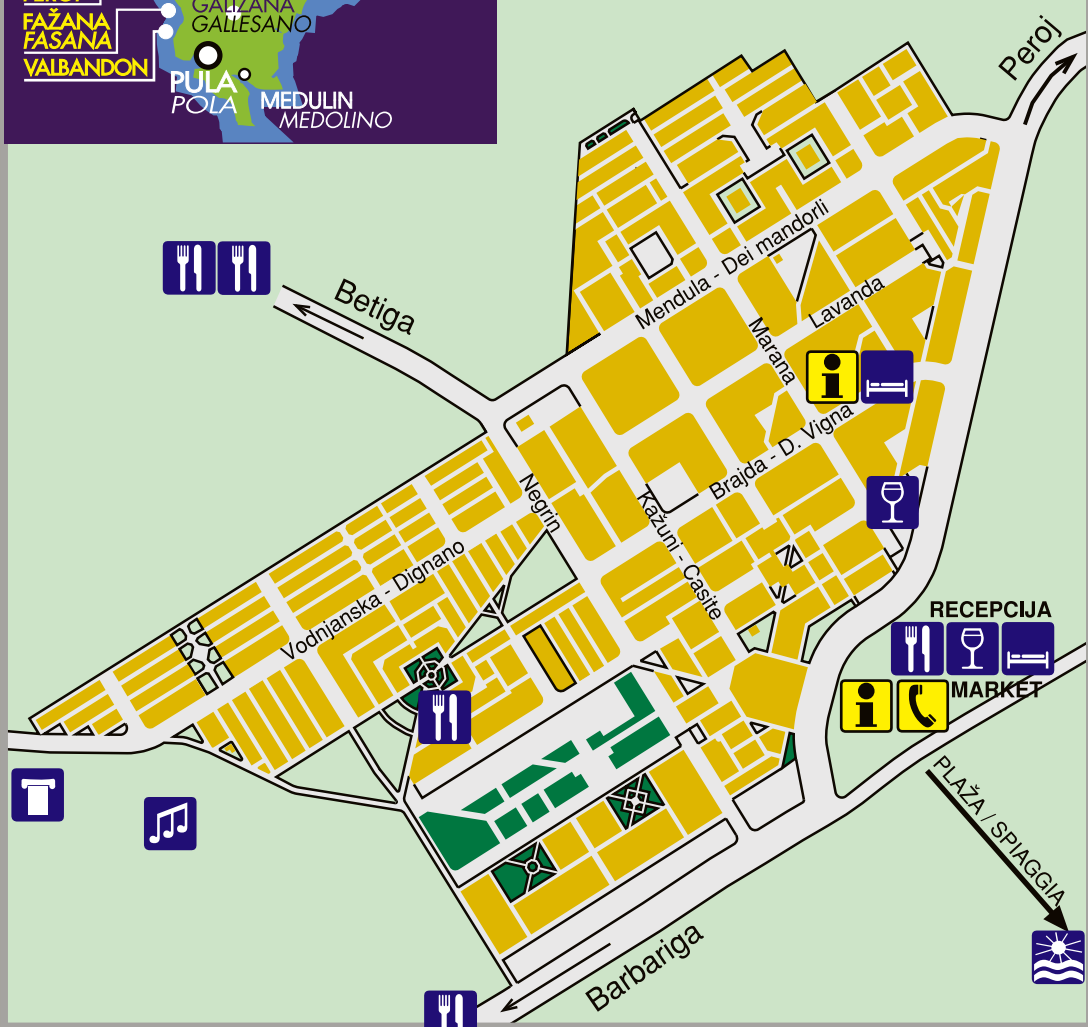 GALIŽANA
GALLESANO
FAŽANA
FASANA
VALBANDON
PULA
POLA
MEDULIN
MEDOLINO
Peroj
Betiga
Mendula - Dei mandorli
Marana
Lavanda
Brajda - D. Vigna
Negrin
Kažuni - Casite
Vodnjanska - Dignano
RECEPCIJA
MARKET
PLAŽA / SPIAGGIA
Barbariga